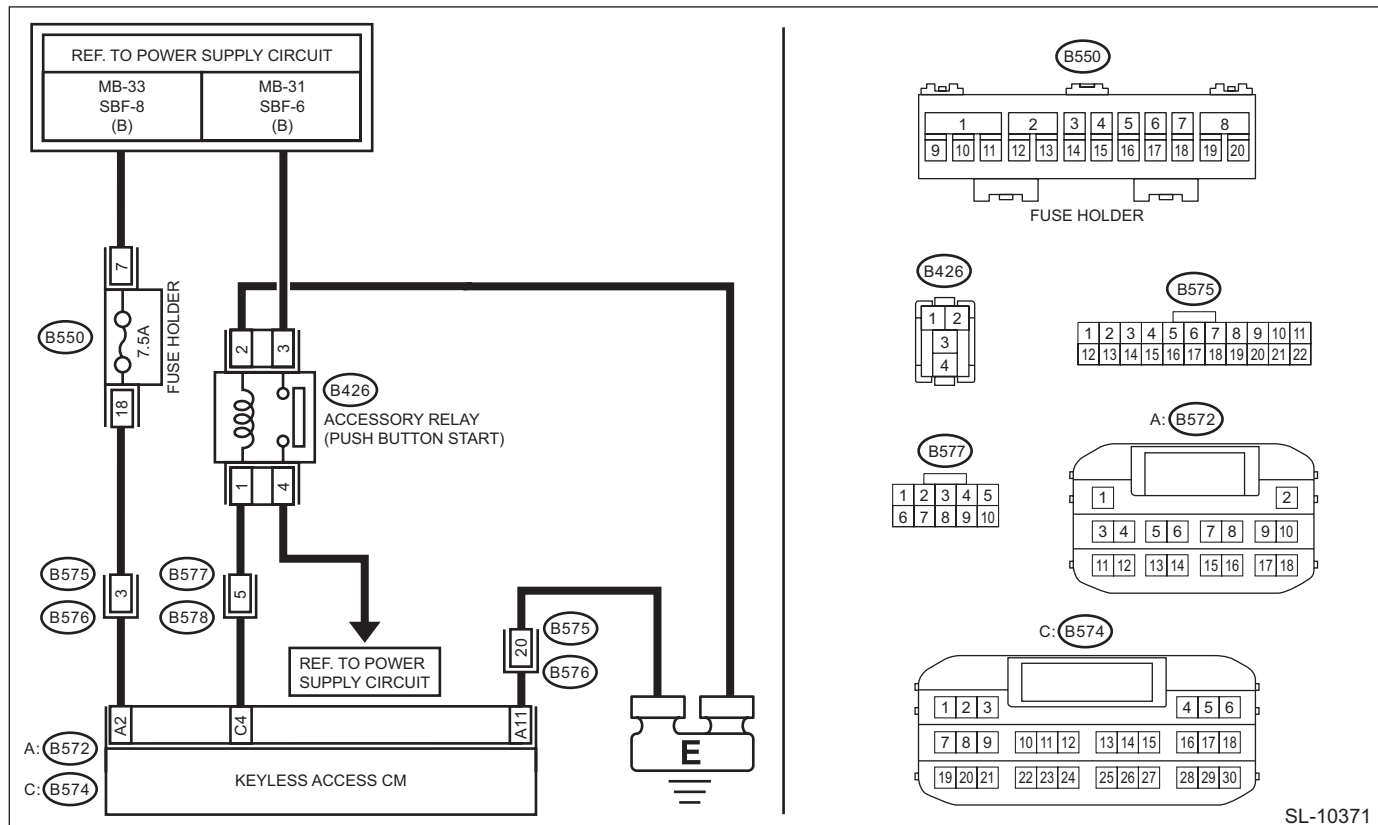 REF. TO POWER SUPPLY CIRCUIT
MB-33
SBF-8
(B)
MB-31
SBF-6
(B)
7
B550
7.5A
FUSE HOLDER
18
2
3
B426
ACCESSORY RELAY
(PUSH BUTTON START)
1
4
B575
3
B576
B577
5
B578
REF. TO POWER
SUPPLY CIRCUIT
20
B575
B576
E
A2
C4
A11
A: B572
C: B574
KEYLESS ACCESS CM
B550
1 2 3 4 5 6 7 8
9 10 11 12 13 14 15 16 17 18 19 20
FUSE HOLDER
B426
1 2
3
4
B575
1 2 3 4 5 6 7 8 9 10 11
12 13 14 15 16 17 18 19 20 21 22
B577
1 2 3 4 5
6 7 8 9 10
A: B572
1 2
3 4 5 6 7 8 9 10
11 12 13 14 15 16 17 18
C: B574
1 2 3 4 5 6
7 8 9 10 11 12 13 14 15 16 17 18
19 20 21 22 23 24 25 26 27 28 29 30
SL-10371